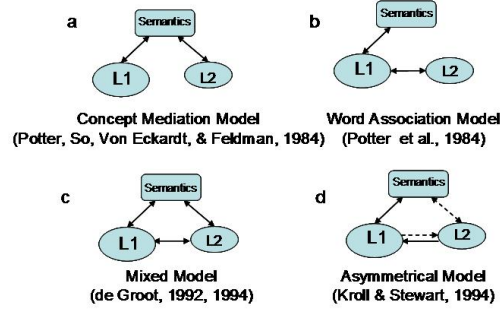 a
Semantics
L1
L2
Concept Mediation Model
(Potter, So, Von Eckardt, & Feldman, 1984)
b
Semantics
L1
L2
Word Association Model
(Potter et al., 1984)
c
Semantics
L1
L2
Mixed Model
(de Groot, 1992, 1994)
d
Semantics
L1
L2
Asymmetrical Model
(Kroll & Stewart, 1994)